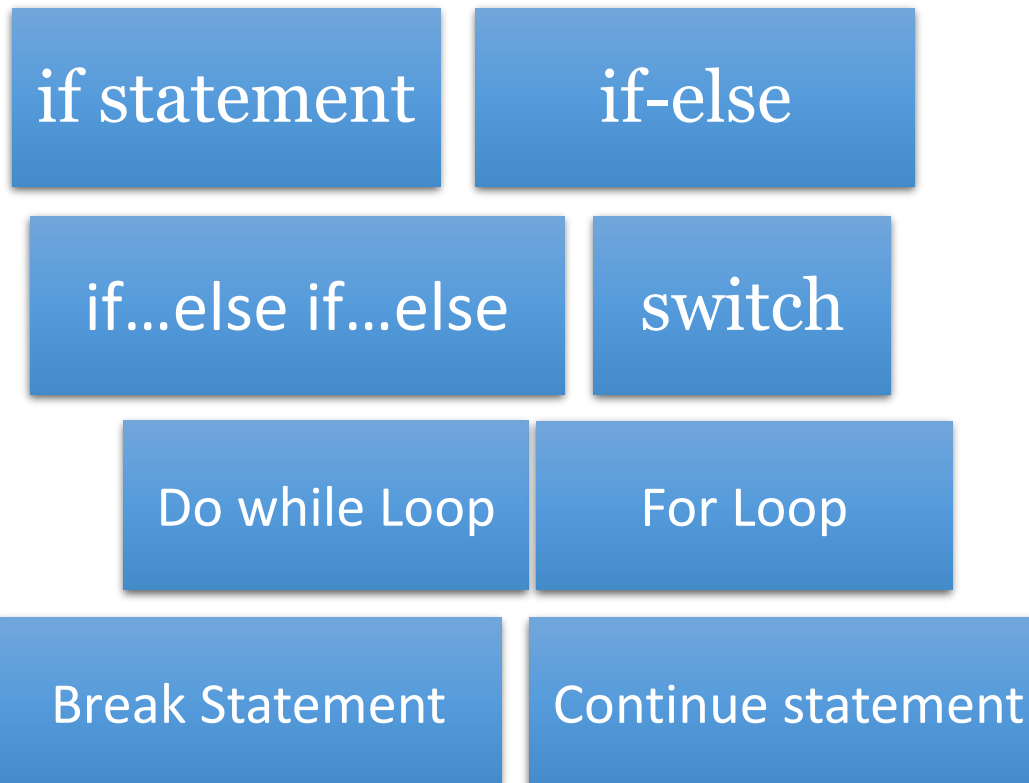 if statement
if-else
if...else if...else
switch
Do while Loop
For Loop
Break Statement
Continue statement